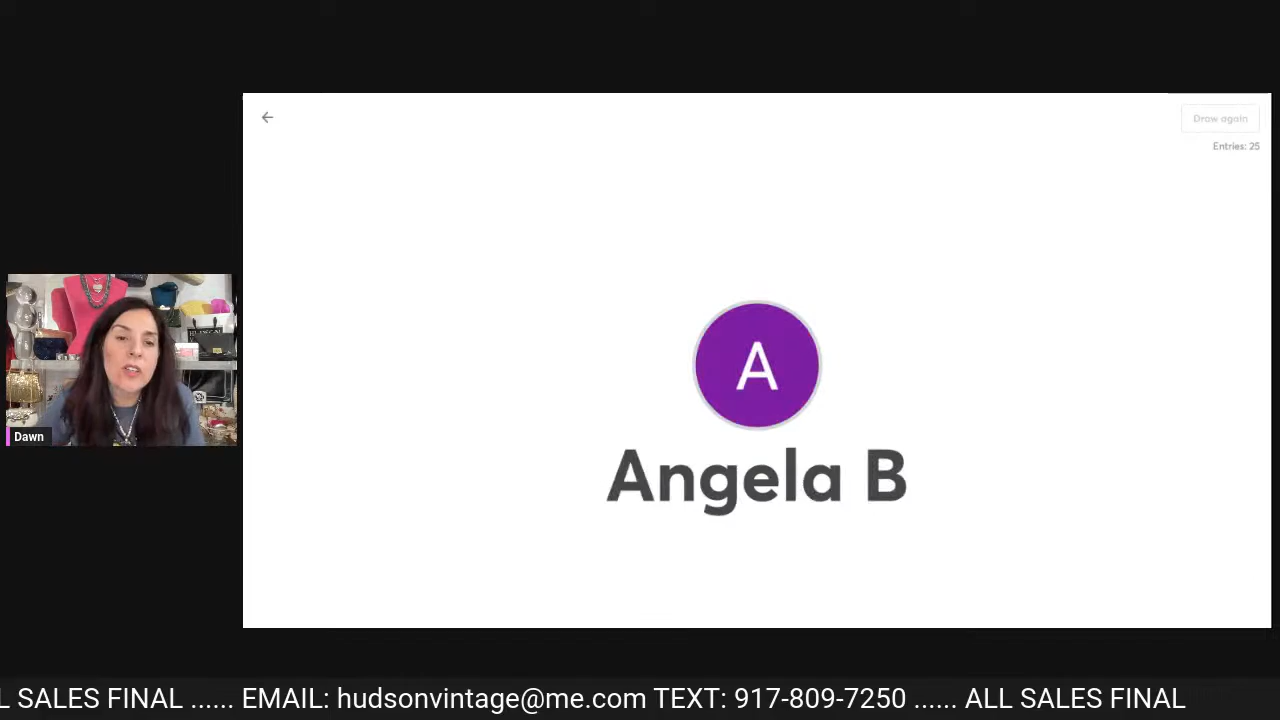 ←
Draw again
Entries: 25
A
Angela B
Dawn
L SALES FINAL ...... EMAIL: hudsonvintage@me.com TEXT: 917-809-7250 ...... ALL SALES FINAL